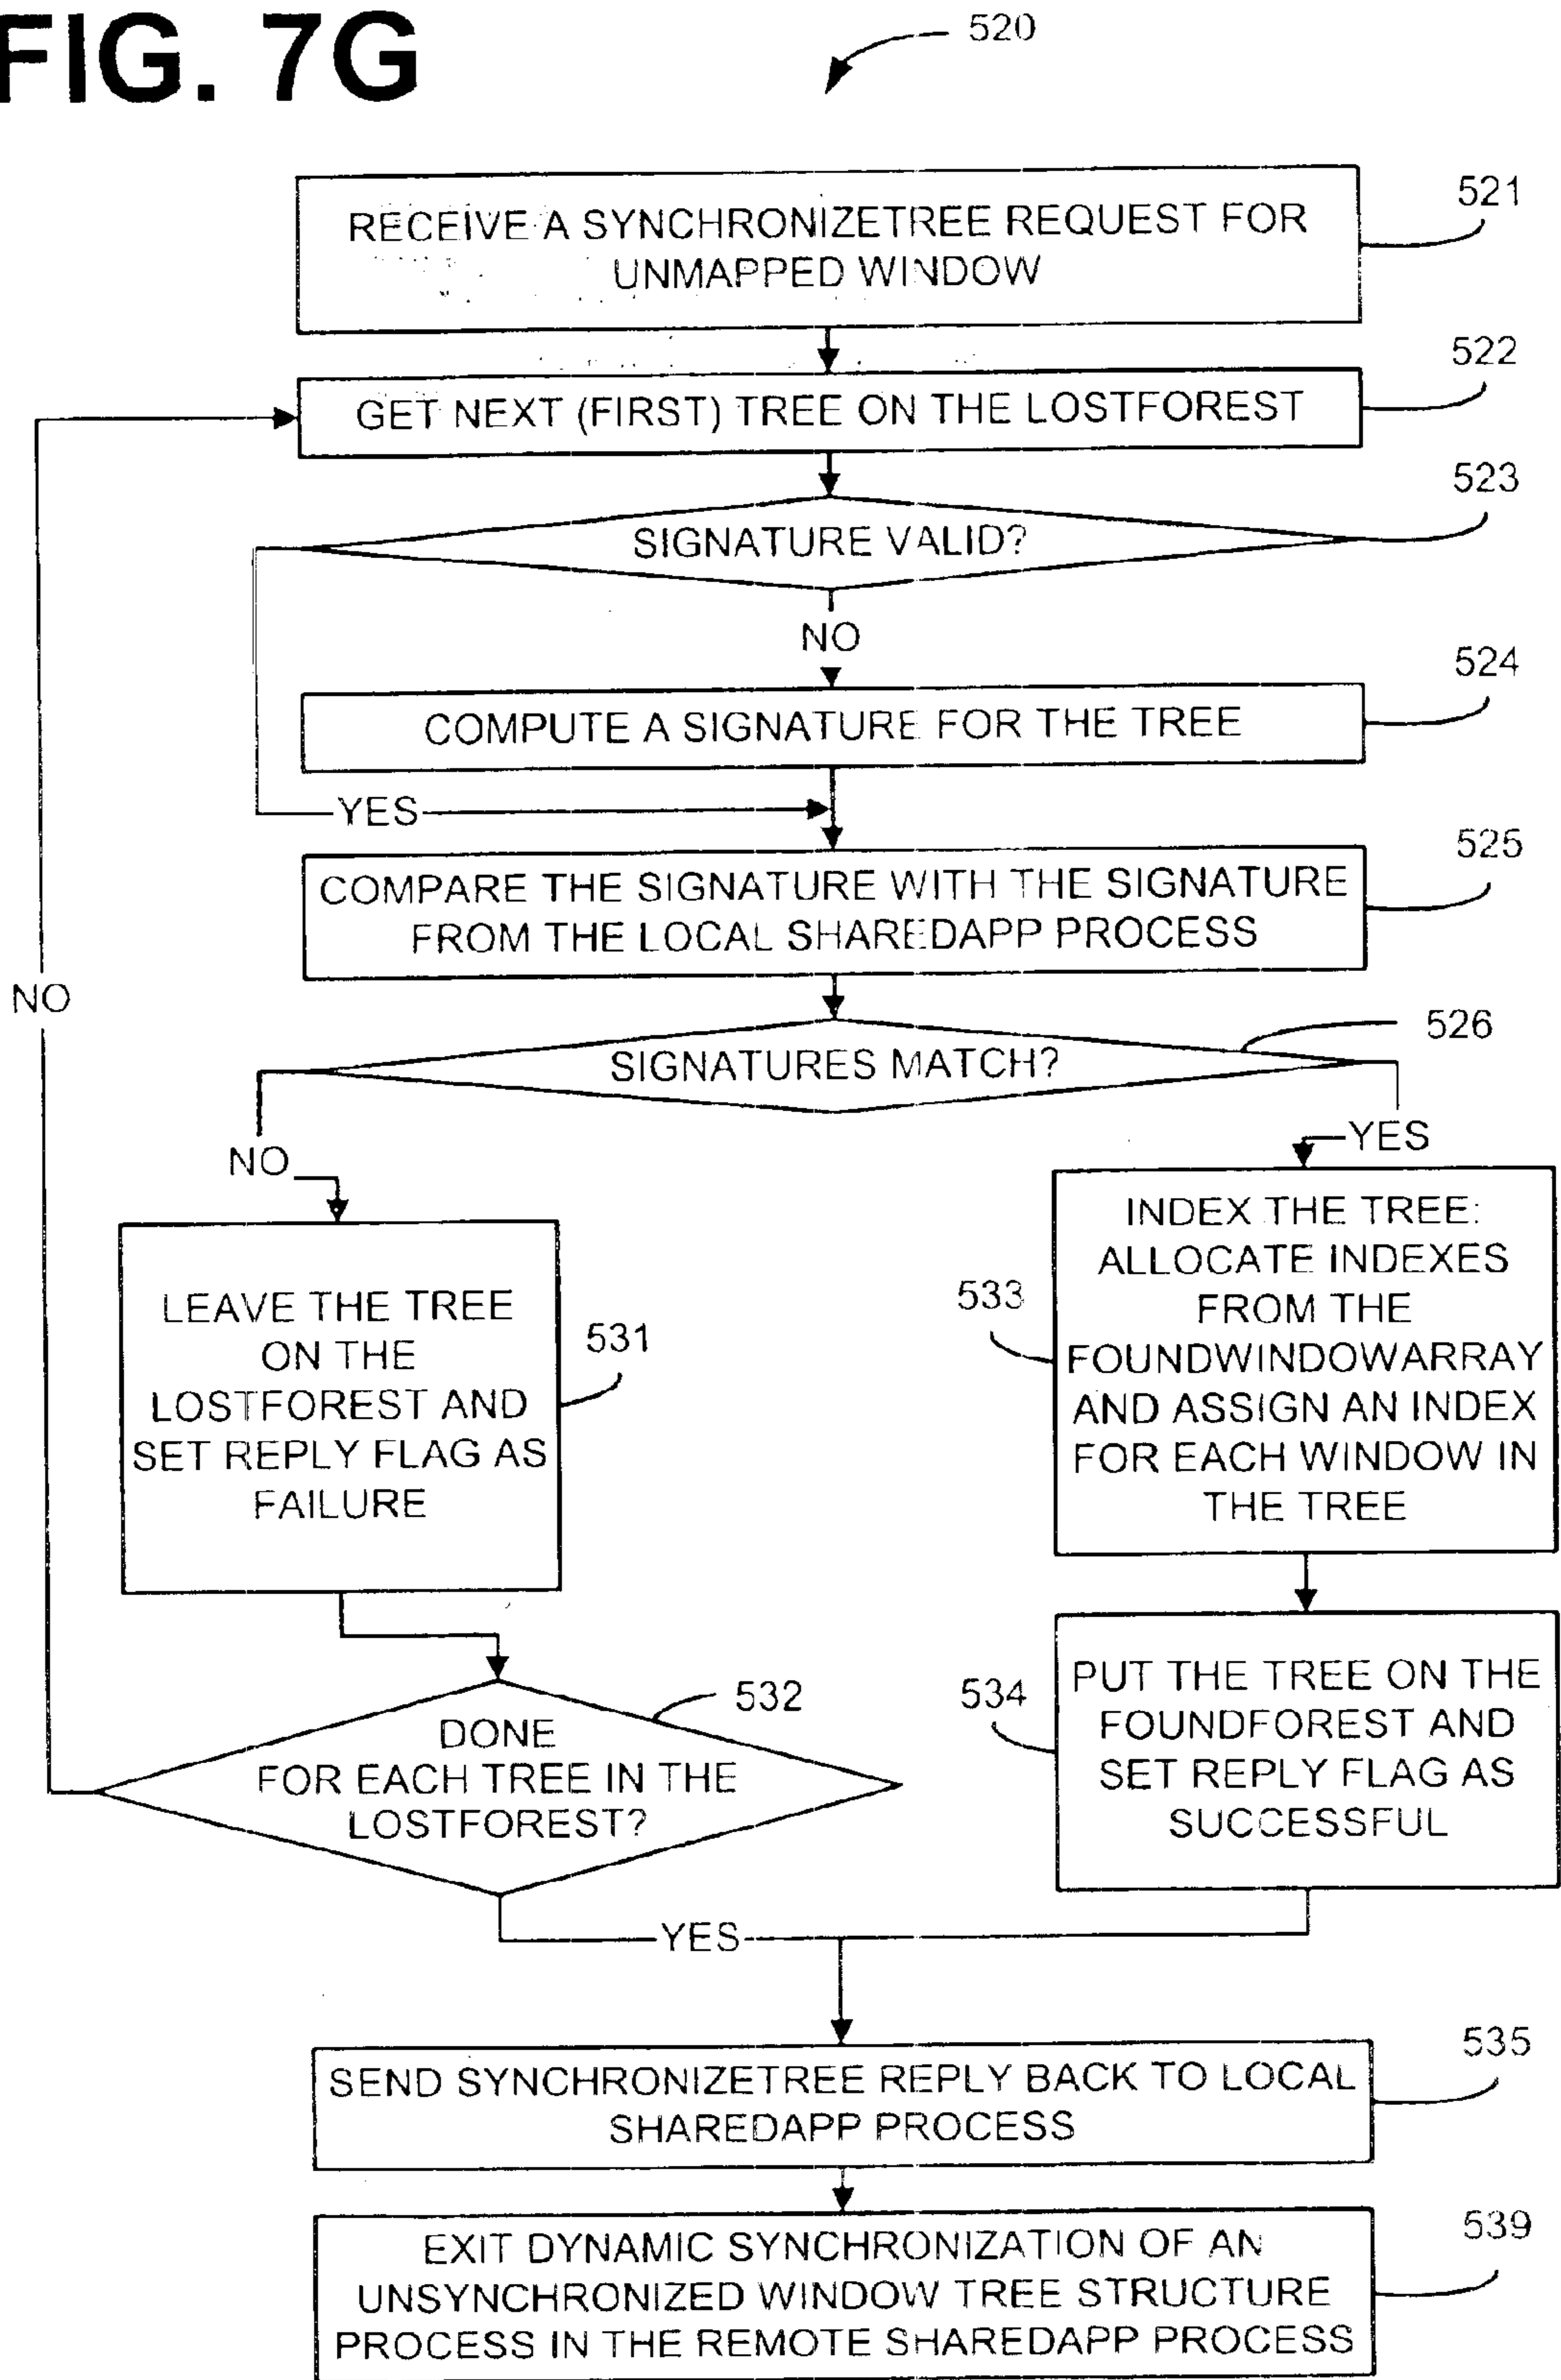 FIG. 7G
520
RECEIVE A SYNCHRONIZETREE REQUEST FOR
UNMAPPED WINDOW
521
GET NEXT (FIRST) TREE ON THE LOSTFOREST
522
SIGNATURE VALID?
523
NO
COMPUTE A SIGNATURE FOR THE TREE
524
YES
COMPARE THE SIGNATURE WITH THE SIGNATURE
FROM THE LOCAL SHAREDAPP PROCESS
525
NO
SIGNATURES MATCH?
526
NO
YES
LEAVE THE TREE
ON THE
LOSTFOREST AND
SET REPLY FLAG AS
FAILURE
531
INDEX THE TREE:
ALLOCATE INDEXES
FROM THE
FOUNDWINDOWARRAY
AND ASSIGN AN INDEX
FOR EACH WINDOW IN
THE TREE
533
DONE
FOR EACH TREE IN THE
LOSTFOREST?
532
PUT THE TREE ON THE
FOUNDFOREST AND
SET REPLY FLAG AS
SUCCESSFUL
534
YES
SEND SYNCHRONIZETREE REPLY BACK TO LOCAL
SHAREDAPP PROCESS
535
EXIT DYNAMIC SYNCHRONIZATION OF AN
UNSYNCHRONIZED WINDOW TREE STRUCTURE
PROCESS IN THE REMOTE SHAREDAPP PROCESS
539